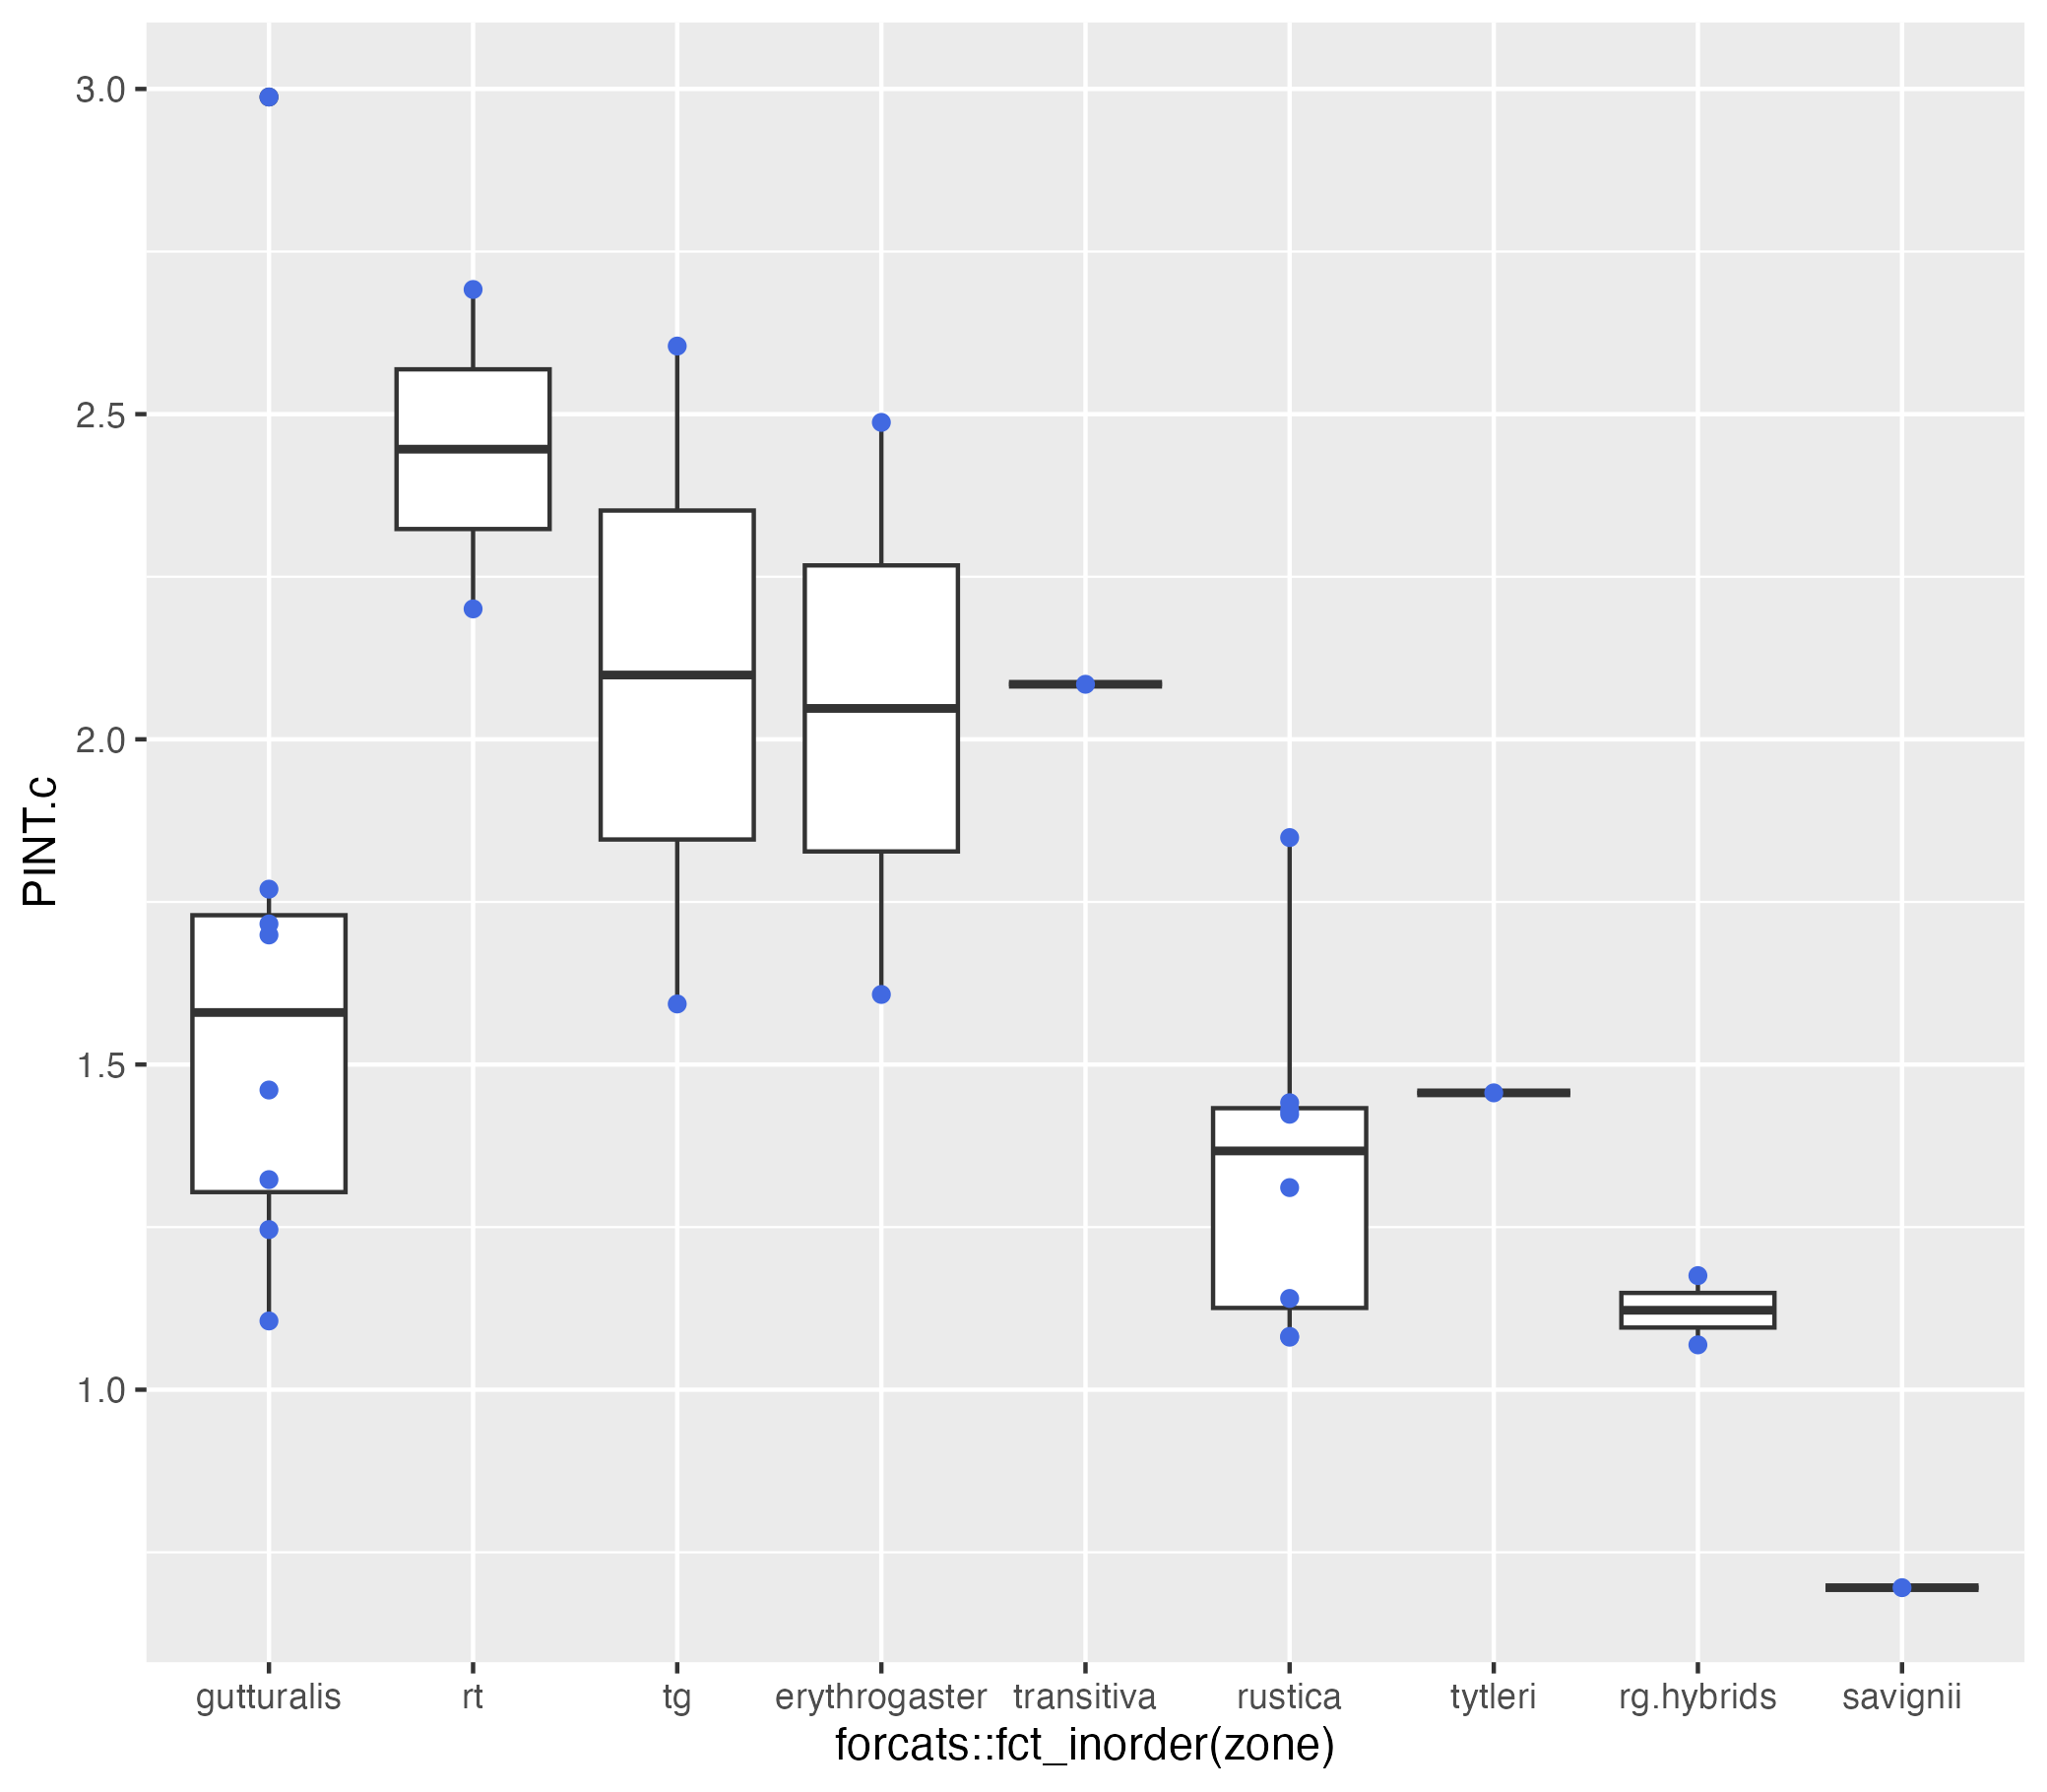 3.0
2.5
2.0
1.5
1.0
PINT.c
gutturalis rt tg erythrogaster transitiva rustica tytleri rg.hybrids savignii
forcats::fct_inorder(zone)